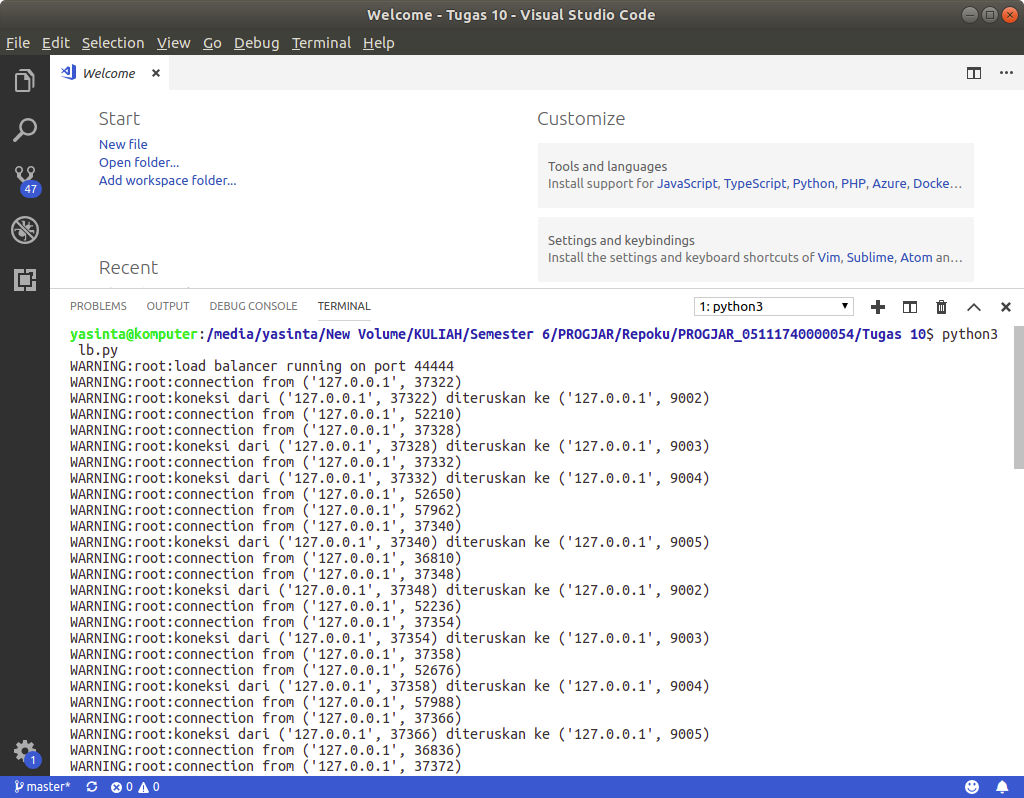 Welcome - Tugas 10 - Visual Studio Code
File Edit Selection View Go Debug Terminal Help
Welcome
Start
New file
Open folder...
Add workspace folder...
Recent
Customize
Tools and languages
Install support for JavaScript, TypeScript, Python, PHP, Azure, Docke...
Settings and keybindings
Install the settings and keyboard shortcuts of Vim, Sublime, Atom an...
47
PROBLEMS OUTPUT DEBUG CONSOLE TERMINAL
1: python3
yasinta@komputer:/media/yasinta/New Volume/KULIAH/Semester 6/PROGJAR/Repoku/PROGJAR_05111740000054/Tugas 10$ python3
lb.py
WARNING:root:load balancer running on port 44444
WARNING:root:connection from ('127.0.0.1', 37322)
WARNING:root:koneksi dari ('127.0.0.1', 37322) diteruskan ke ('127.0.0.1', 9002)
WARNING:root:connection from ('127.0.0.1', 52210)
WARNING:root:connection from ('127.0.0.1', 37328)
WARNING:root:koneksi dari ('127.0.0.1', 37328) diteruskan ke ('127.0.0.1', 9003)
WARNING:root:connection from ('127.0.0.1', 37332)
WARNING:root:koneksi dari ('127.0.0.1', 37332) diteruskan ke ('127.0.0.1', 9004)
WARNING:root:connection from ('127.0.0.1', 52650)
WARNING:root:connection from ('127.0.0.1', 57962)
WARNING:root:connection from ('127.0.0.1', 37340)
WARNING:root:koneksi dari ('127.0.0.1', 37340) diteruskan ke ('127.0.0.1', 9005)
WARNING:root:connection from ('127.0.0.1', 36810)
WARNING:root:connection from ('127.0.0.1', 37348)
WARNING:root:koneksi dari ('127.0.0.1', 37348) diteruskan ke ('127.0.0.1', 9002)
WARNING:root:connection from ('127.0.0.1', 52236)
WARNING:root:connection from ('127.0.0.1', 37354)
WARNING:root:koneksi dari ('127.0.0.1', 37354) diteruskan ke ('127.0.0.1', 9003)
WARNING:root:connection from ('127.0.0.1', 37358)
WARNING:root:connection from ('127.0.0.1', 52676)
WARNING:root:koneksi dari ('127.0.0.1', 37358) diteruskan ke ('127.0.0.1', 9004)
WARNING:root:connection from ('127.0.0.1', 57988)
WARNING:root:connection from ('127.0.0.1', 37366)
WARNING:root:koneksi dari ('127.0.0.1', 37366) diteruskan ke ('127.0.0.1', 9005)
WARNING:root:connection from ('127.0.0.1', 36836)
WARNING:root:connection from ('127.0.0.1', 37372)
1
master* 0 0